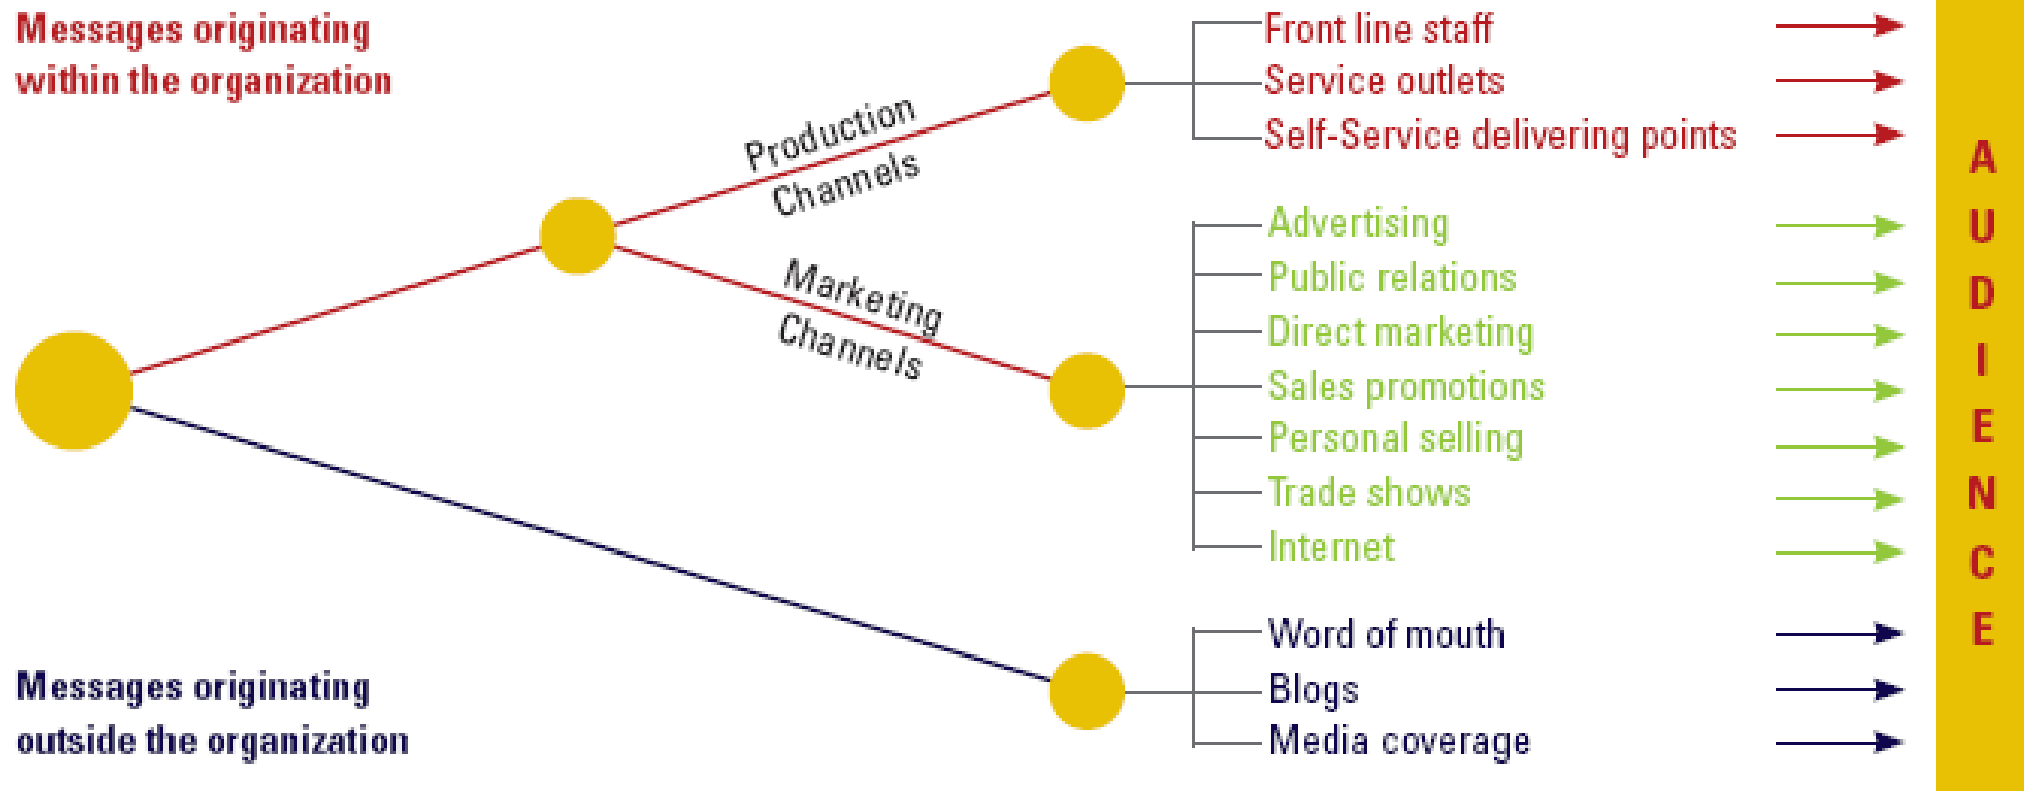 Messages originating
within the organization
Production
Channels
Marketing
Channels
Messages originating
outside the organization
Front line staff
Service outlets
Self-Service delivering points
Advertising
Public relations
Direct marketing
Sales promotions
Personal selling
Trade shows
Internet
Word of mouth
Blogs
Media coverage
AUDIENCE